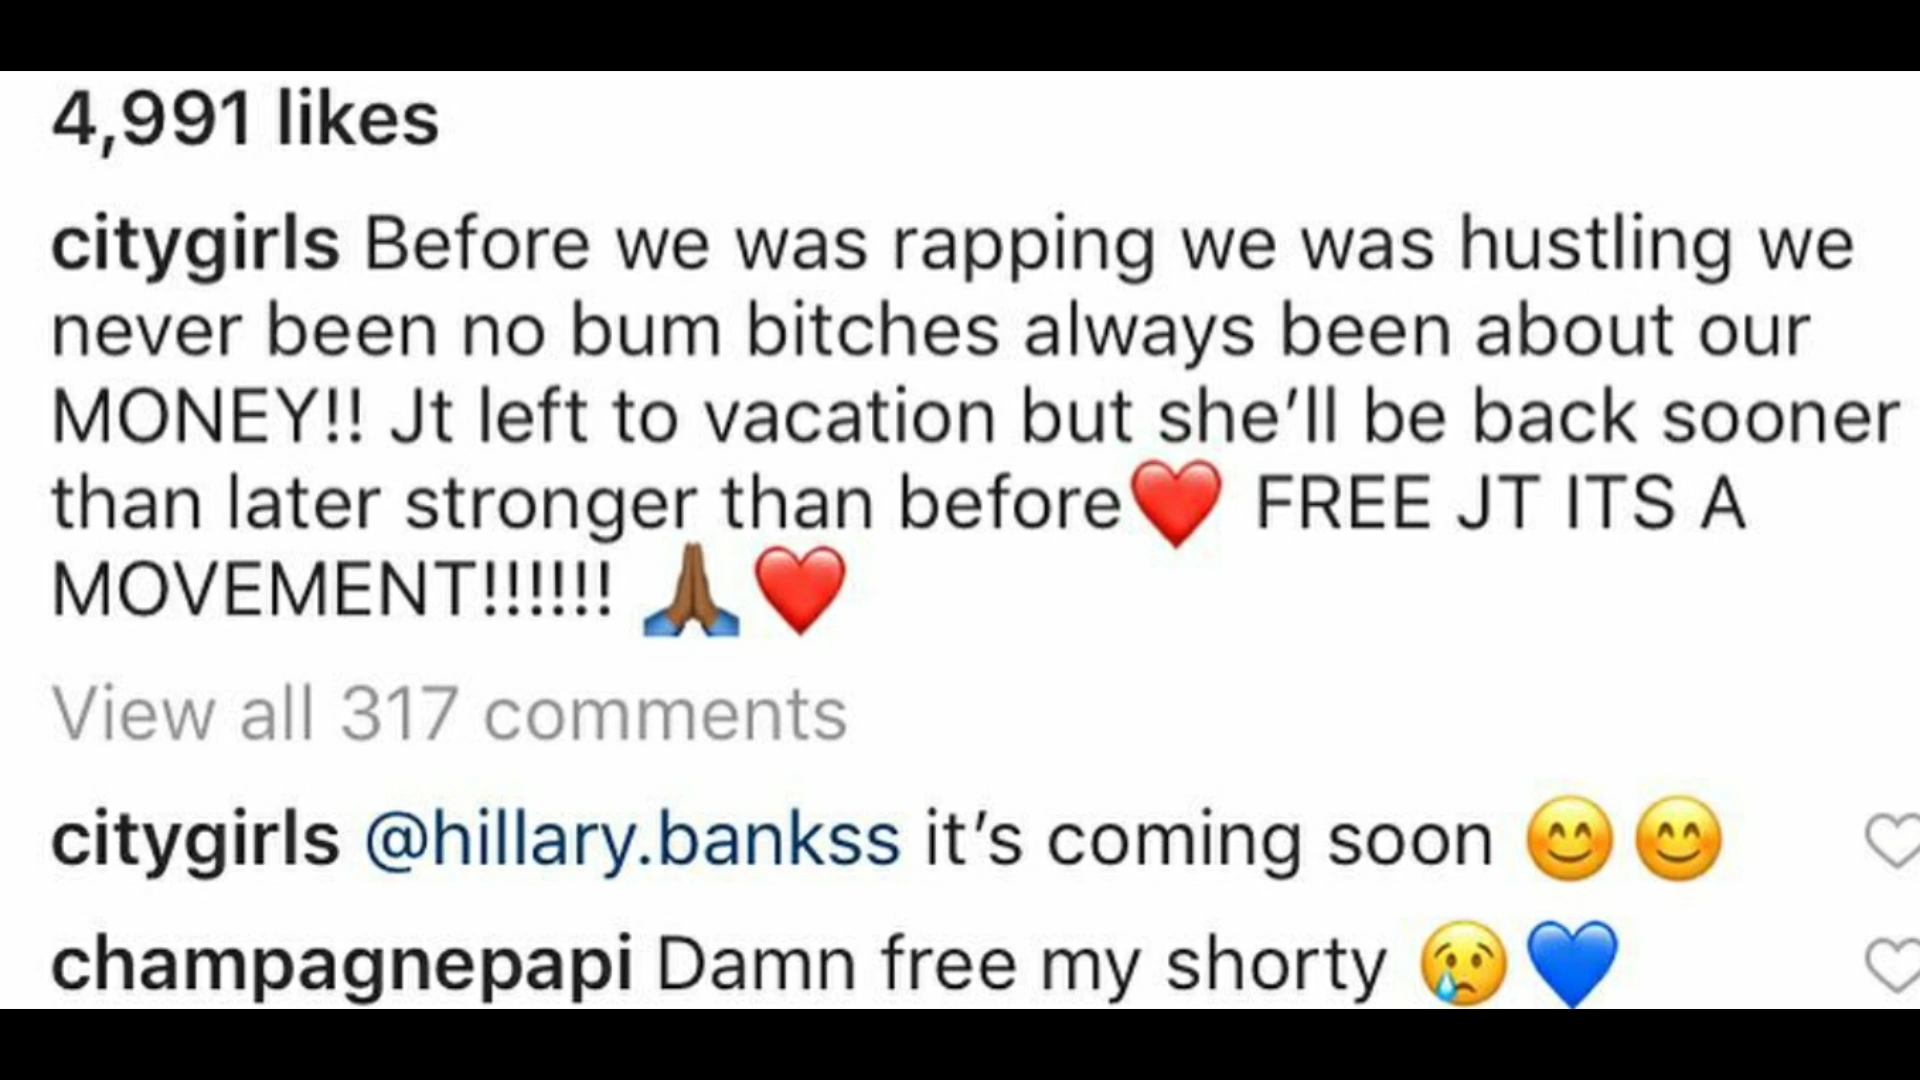 4,991 likes
citygirls Before we was rapping we was hustling we
never been no bum bitches always been about our
MONEY!! Jt left to vacation but she’ll be back sooner
than later stronger than before❤️ FREE JT ITS A
MOVEMENT!!!!!! 🙏🏾❤️
View all 317 comments
citygirls @hillary.bankss it’s coming soon 😊😊
champagnepapi Damn free my shorty 😢💙